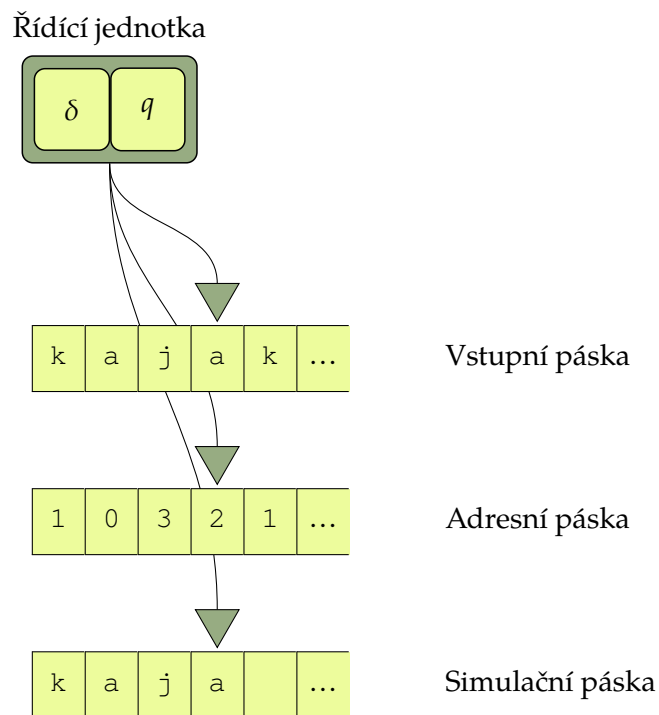 Řídící jednotka
δ q
k a j a k ... Vstupní páska
1 0 3 2 1 ... Adresní páska
k a j a ... Simulační páska